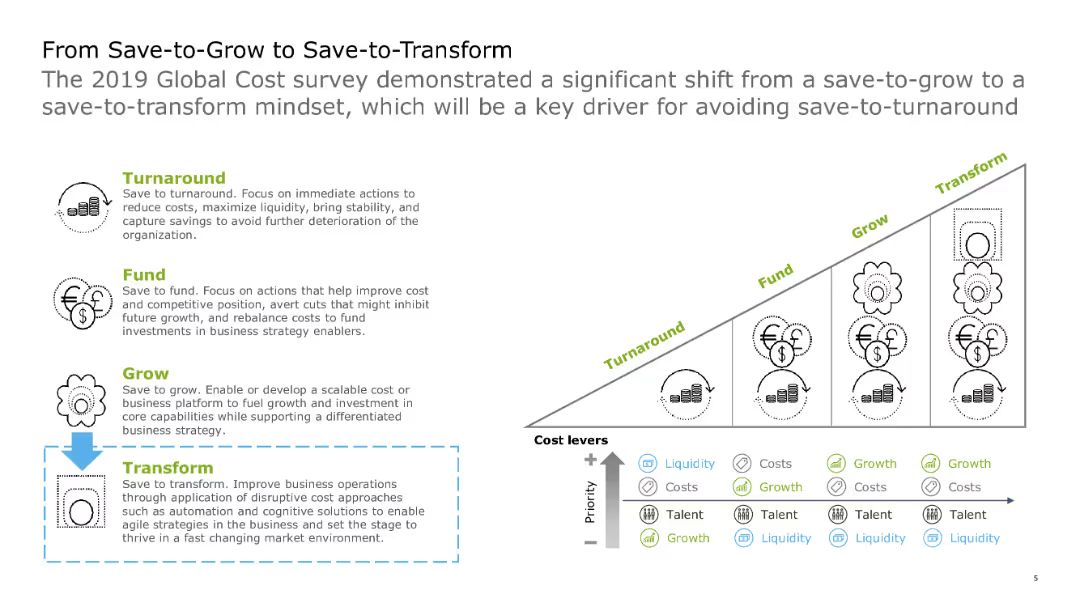 From Save-to-Grow to Save-to-Transform
The 2019 Global Cost survey demonstrated a significant shift from a save-to-grow to a
save-to-transform mindset, which will be a key driver for avoiding save-to-turnaround
Turnaround
Save to turnaround. Focus on immediate actions to
reduce costs, maximize liquidity, bring stability, and
capture savings to avoid further deterioration of the
organization.
Fund
Save to fund. Focus on actions that help improve cost
and competitive position, avert cuts that might inhibit
future growth, and rebalance costs to fund
investments in business strategy enablers.
Grow
Save to grow. Enable or develop a scalable cost or
business platform to fuel growth and investment in
core capabilities while supporting a differentiated
business strategy.
Transform
Save to transform. Improve business operations
through application of disruptive cost approaches
such as automation and cognitive solutions to enable
agile strategies in the business and set the stage to
thrive in a fast changing market environment.
Turnaround
Fund
Grow
Transform
Cost levers
+
Priority
−
Liquidity Costs Growth Growth
Costs Growth Costs Costs
Talent Talent Talent Talent
Growth Liquidity Liquidity Liquidity
5